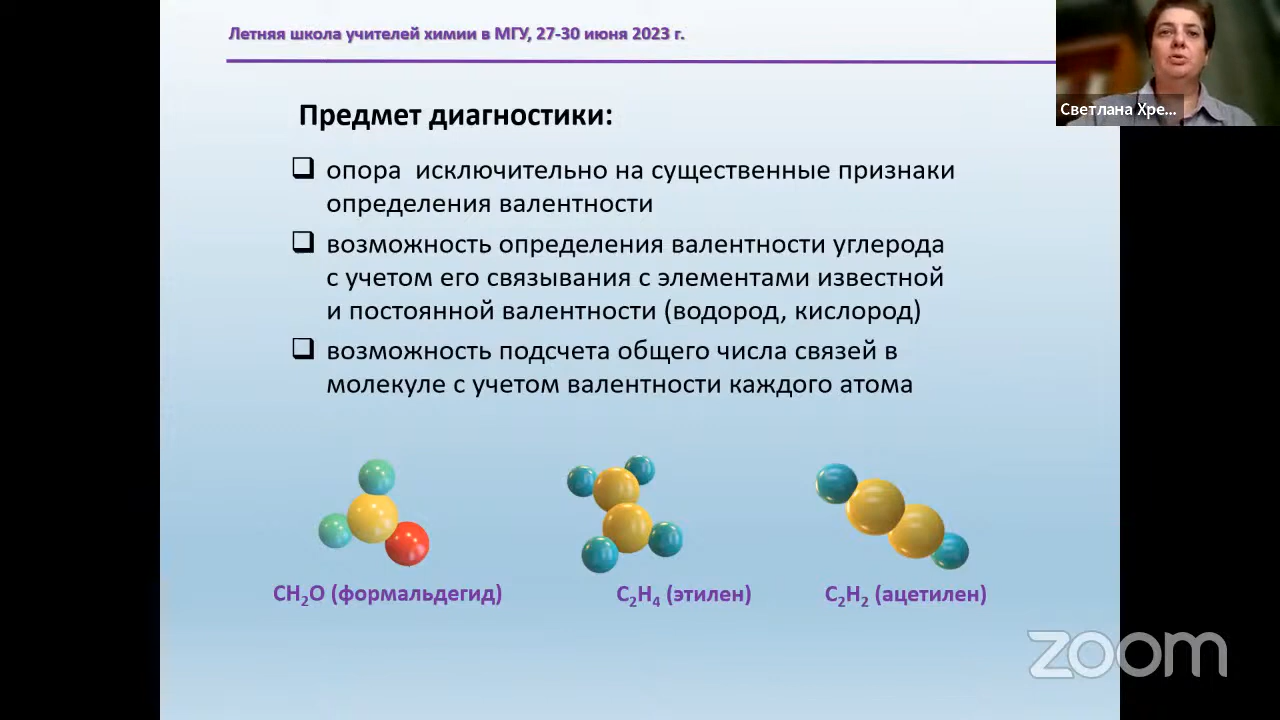 Летняя школа учителей химии в МГУ, 27-30 июня 2023 г.
Светлана Хре...
Предмет диагностики:
опора исключительно на существенные признаки
определения валентности
возможность определения валентности углерода
с учетом его связывания с элементами известной
и постоянной валентности (водород, кислород)
возможность подсчета общего числа связей в
молекуле с учетом валентности каждого атома
CH₂O (формальдегид)
C₂H₄ (этилен)
C₂H₂ (ацетилен)
zoom